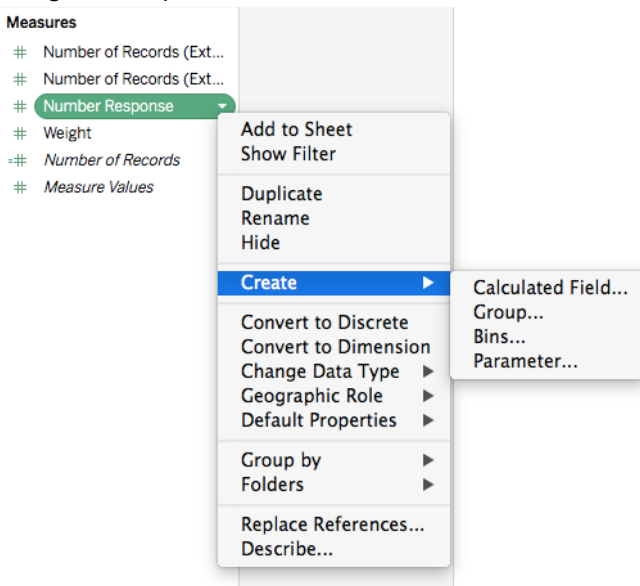 Measures
# Number of Records (Ext...
# Number of Records (Ext...
# Number Response
# Weight
=# Number of Records
# Measure Values
Add to Sheet
Show Filter
Duplicate
Rename
Hide
Create
Convert to Discrete
Convert to Dimension
Change Data Type
Geographic Role
Default Properties
Group by
Folders
Replace References...
Describe...
Calculated Field...
Group...
Bins...
Parameter...